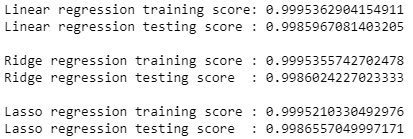 Linear regression training score: 0.9995362904154911
Linear regression testing score: 0.9985967081403205
Ridge regression training score : 0.9995355742702478
Ridge regression testing score  : 0.9986024227023333
Lasso regression training score : 0.9995210330492976
Lasso regression testing score  : 0.9986557049997171